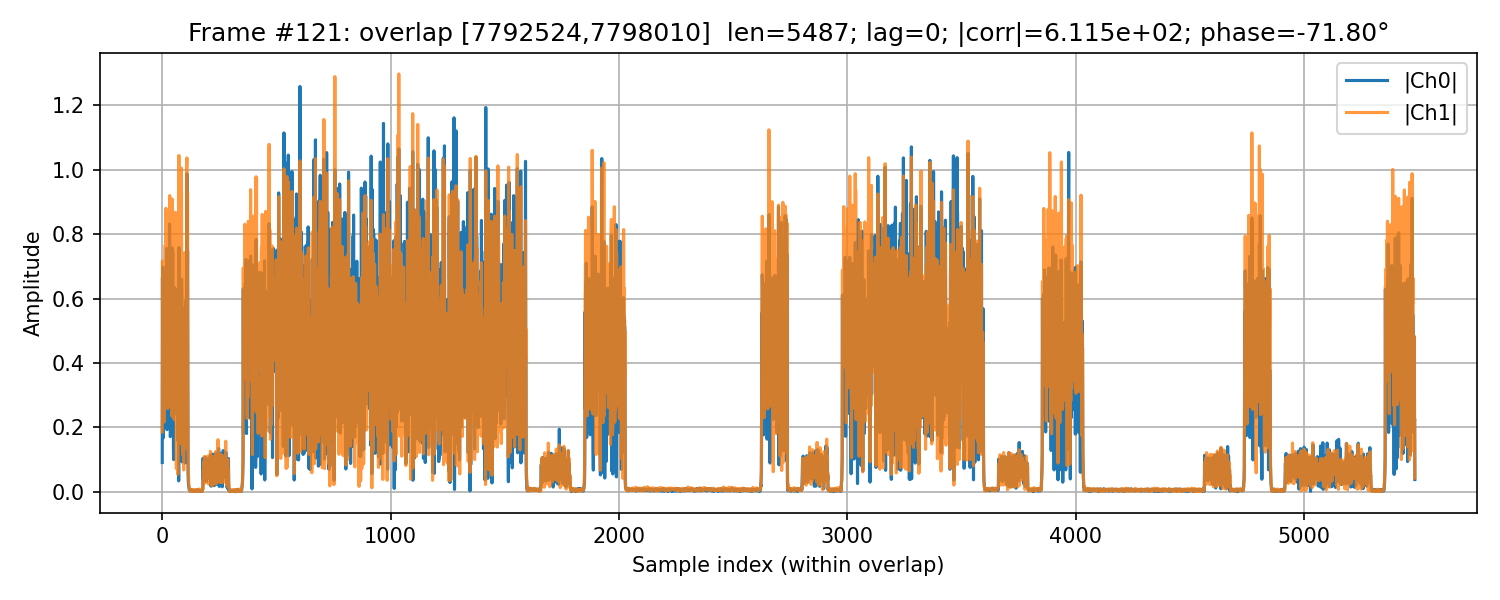 Frame #121: overlap [7792524,7798010]  len=5487; lag=0; |corr|=6.115e+02; phase=-71.80°
|Ch0|
|Ch1|
Amplitude
1.2
1.0
0.8
0.6
0.4
0.2
0.0
0
1000
2000
3000
4000
5000
Sample index (within overlap)